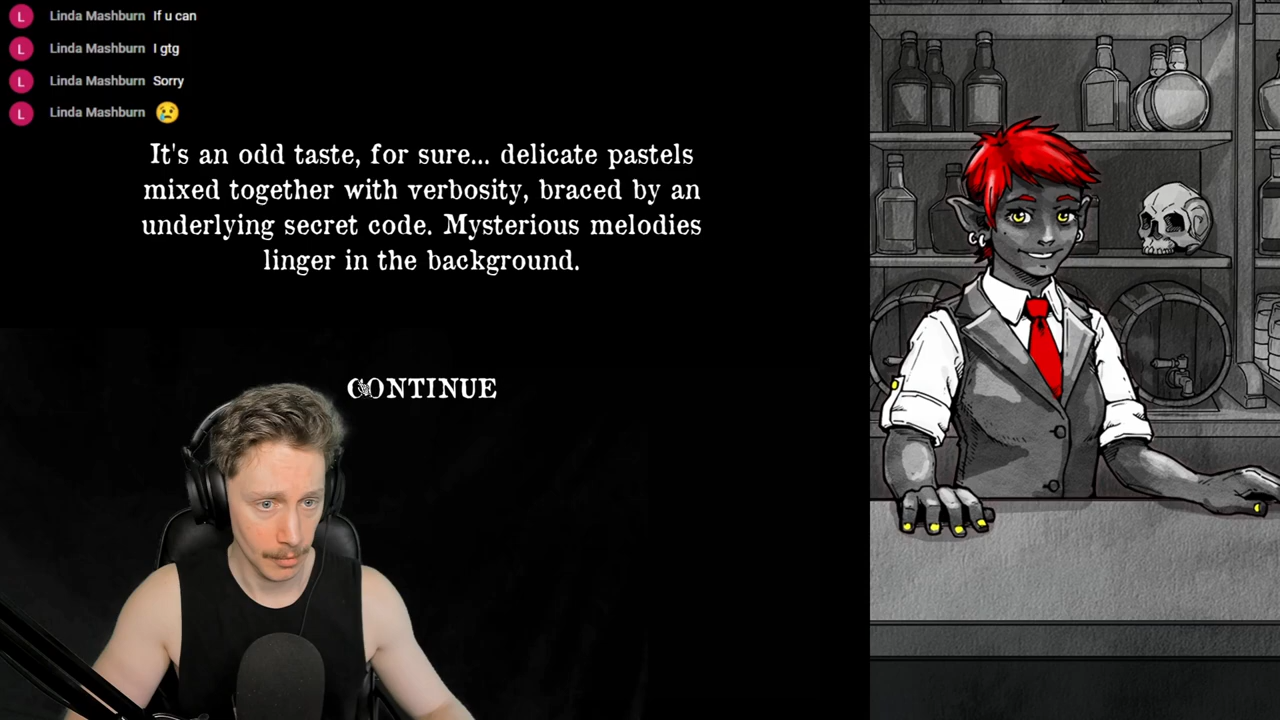 L Linda Mashburn If u can
L Linda Mashburn I gtg
L Linda Mashburn Sorry
L Linda Mashburn 😢
It's an odd taste, for sure... delicate pastels
mixed together with verbosity, braced by an
underlying secret code. Mysterious melodies
linger in the background.
CONTINUE